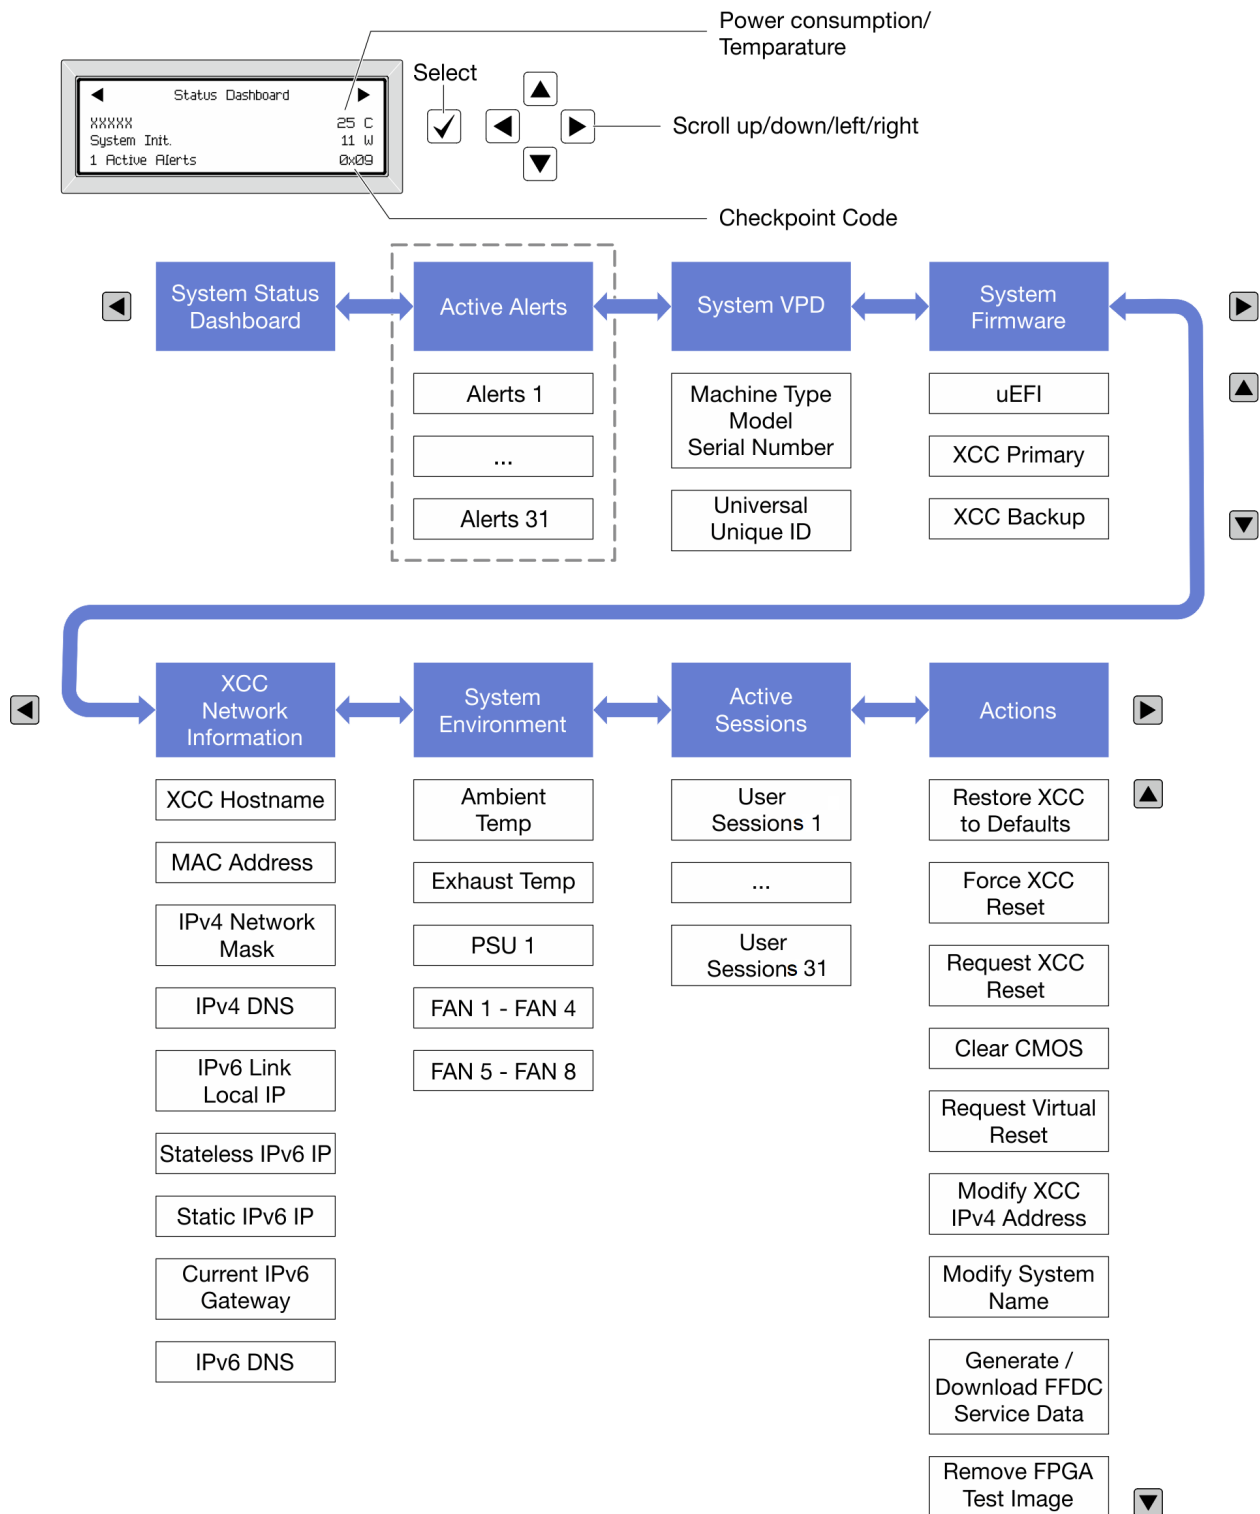 Power consumption/
Temparature
Select
Status Dashboard
XXXXX 25 C
System Init. 11 W
1 Active Alerts 0x09
Scroll up/down/left/right
Checkpoint Code
System Status
Dashboard
Active Alerts
System VPD
System
Firmware
Alerts 1
...
Alerts 31
Machine Type
Model
Serial Number
Universal
Unique ID
uEFI
XCC Primary
XCC Backup
XCC
Network
Information
System
Environment
Active
Sessions
Actions
XCC Hostname
MAC Address
IPv4 Network
Mask
IPv4 DNS
IPv6 Link
Local IP
Stateless IPv6 IP
Static IPv6 IP
Current IPv6
Gateway
IPv6 DNS
Ambient
Temp
Exhaust Temp
PSU 1
FAN 1 - FAN 4
FAN 5 - FAN 8
User
Sessions 1
...
User
Sessions 31
Restore XCC
to Defaults
Force XCC
Reset
Request XCC
Reset
Clear CMOS
Request Virtual
Reset
Modify XCC
IPv4 Address
Modify System
Name
Generate /
Download FFDC
Service Data
Remove FPGA
Test Image